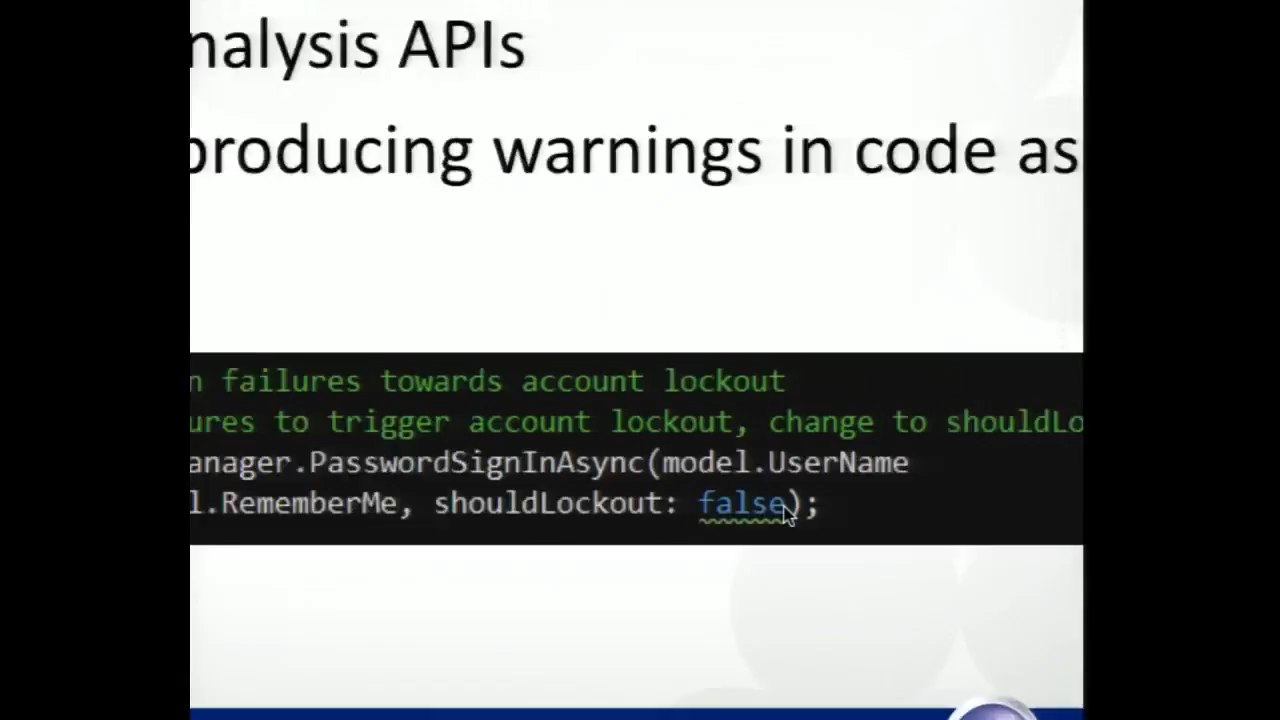 nalysis APIs
producing warnings in code as
n failures towards account lockout
ures to trigger account lockout, change to shouldLo
anager.PasswordSignInAsync(model.UserName
l.RememberMe, shouldLockout: false);